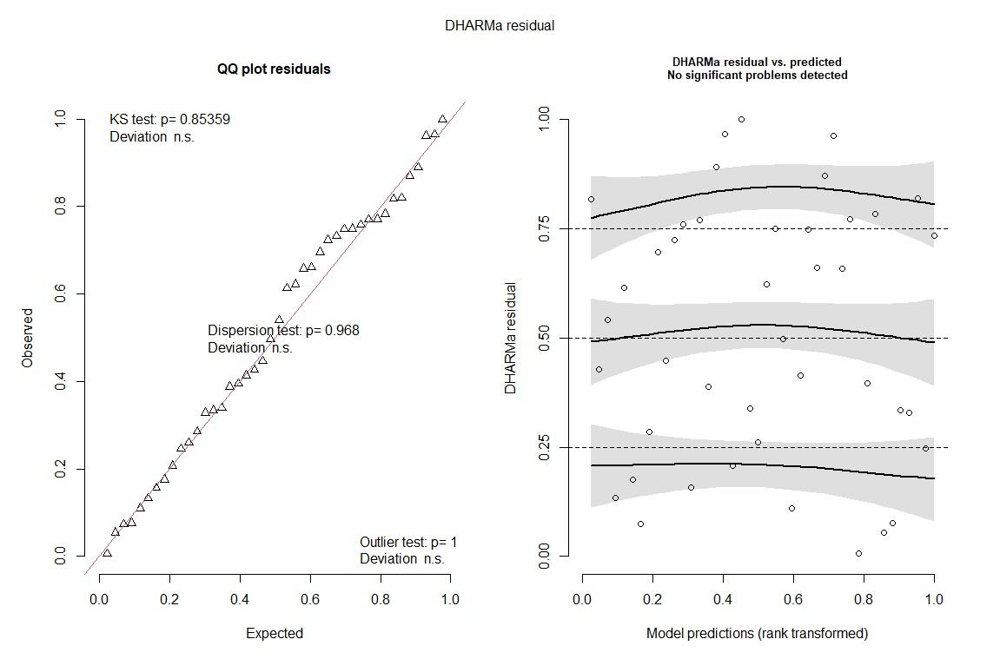 DHARMa residual
QQ plot residuals
KS test: p= 0.85359
Deviation n.s.
Dispersion test: p= 0.968
Deviation n.s.
Outlier test: p= 1
Deviation n.s.
Observed
0.0
0.2
0.4
0.6
0.8
1.0
0.0 0.2 0.4 0.6 0.8 1.0
Expected
DHARMa residual vs. predicted
No significant problems detected
DHARMa residual
0.00
0.25
0.50
0.75
1.00
0.0 0.2 0.4 0.6 0.8 1.0
Model predictions (rank transformed)